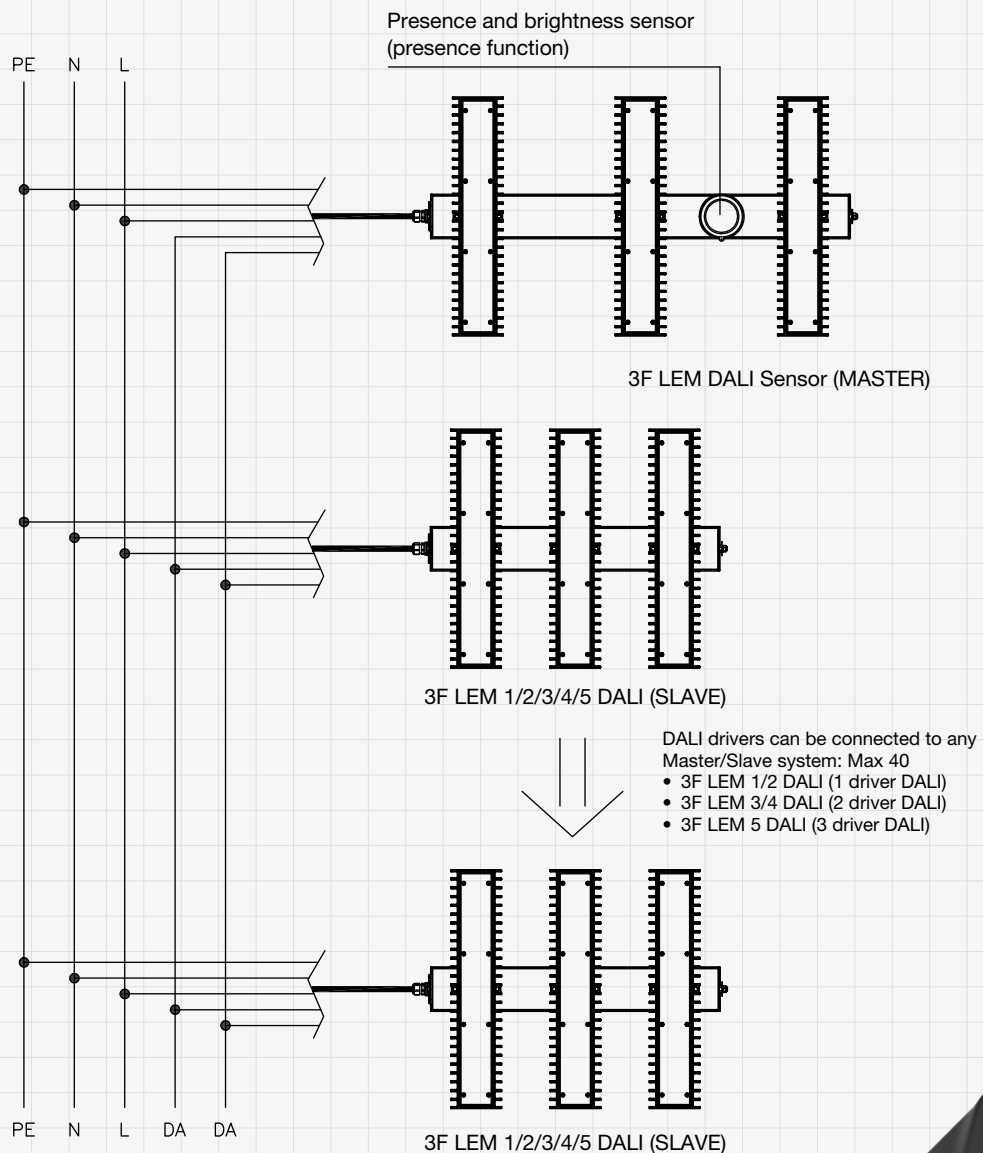 Presence and brightness sensor
(presence function)
PE N L
3F LEM DALI Sensor (MASTER)
3F LEM 1/2/3/4/5 DALI (SLAVE)
DALI drivers can be connected to any
Master/Slave system: Max 40
• 3F LEM 1/2 DALI (1 driver DALI)
• 3F LEM 3/4 DALI (2 driver DALI)
• 3F LEM 5 DALI (3 driver DALI)
PE N L DA DA
3F LEM 1/2/3/4/5 DALI (SLAVE)